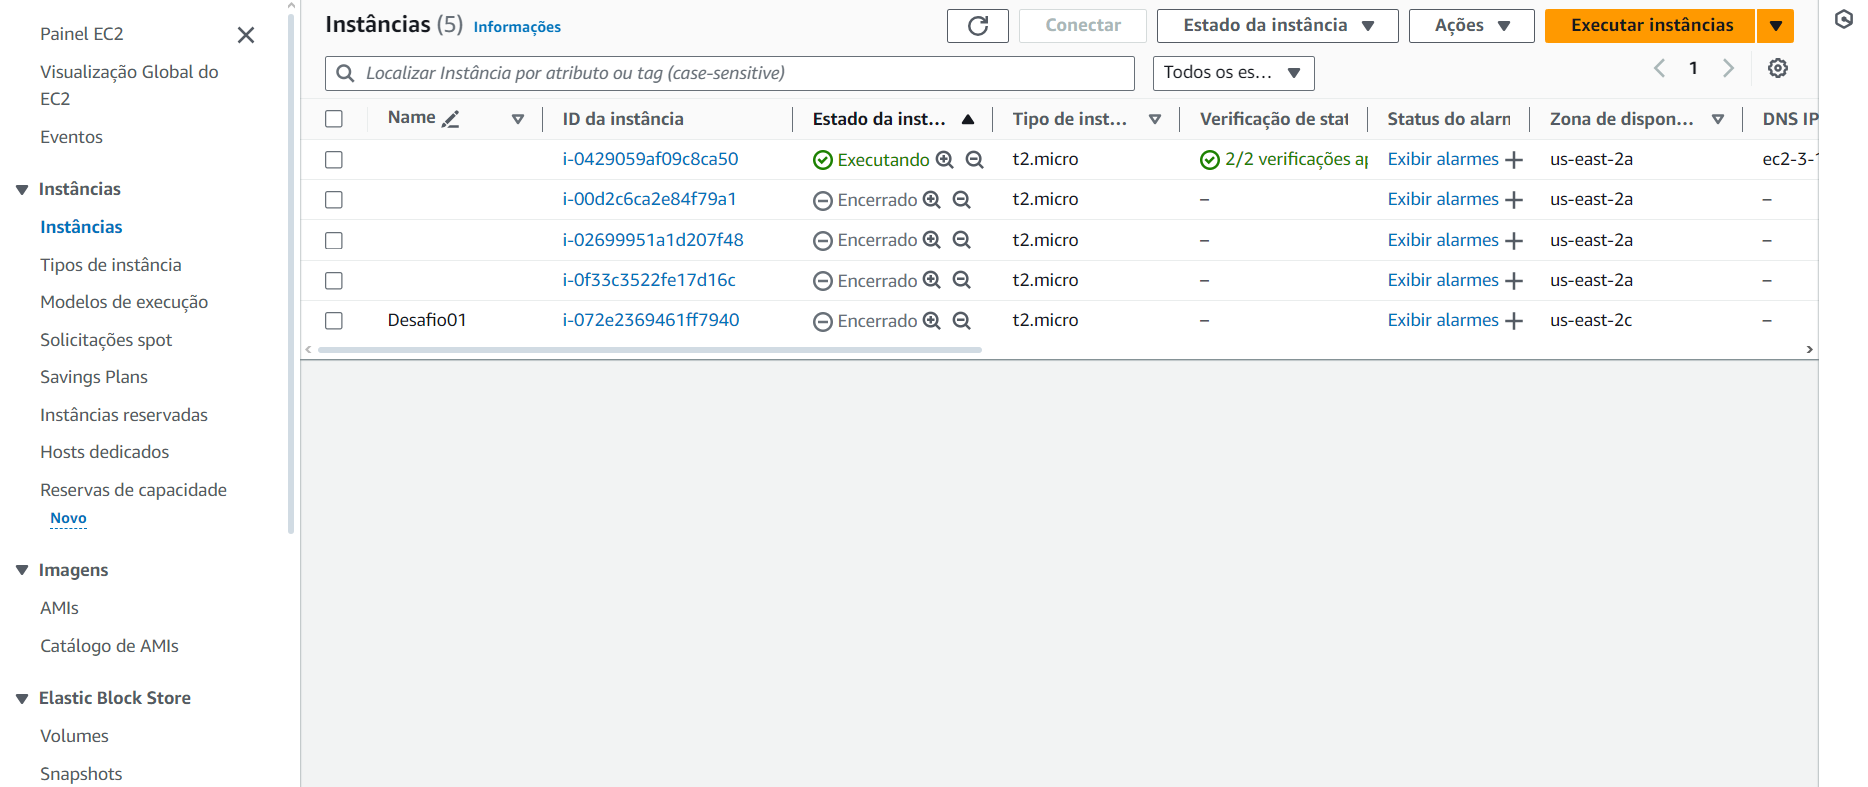 Painel EC2
Visualização Global do
EC2
Eventos
Instâncias
Instâncias
Tipos de instância
Modelos de execução
Solicitações spot
Savings Plans
Instâncias reservadas
Hosts dedicados
Reservas de capacidade
Novo
Imagens
AMIs
Catálogo de AMIs
Elastic Block Store
Volumes
Snapshots
Instâncias (5) Informações
Conectar
Estado da instância
Ações
Executar instâncias
Localizar Instância por atributo ou tag (case-sensitive)
Todos os es...
1
Name ID da instância Estado da inst... Tipo de inst... Verificação de stat Status do alarn Zona de dispon... DNS IP
i-0429059af09c8ca50 Executando t2.micro 2/2 verificações ap Exibir alarmes us-east-2a ec2-3-1
i-00d2c6ca2e84f79a1 Encerrado t2.micro – Exibir alarmes us-east-2a –
i-02699951a1d207f48 Encerrado t2.micro – Exibir alarmes us-east-2a –
i-0f33c3522fe17d16c Encerrado t2.micro – Exibir alarmes us-east-2a –
Desafio01 i-072e2369461ff7940 Encerrado t2.micro – Exibir alarmes us-east-2c –